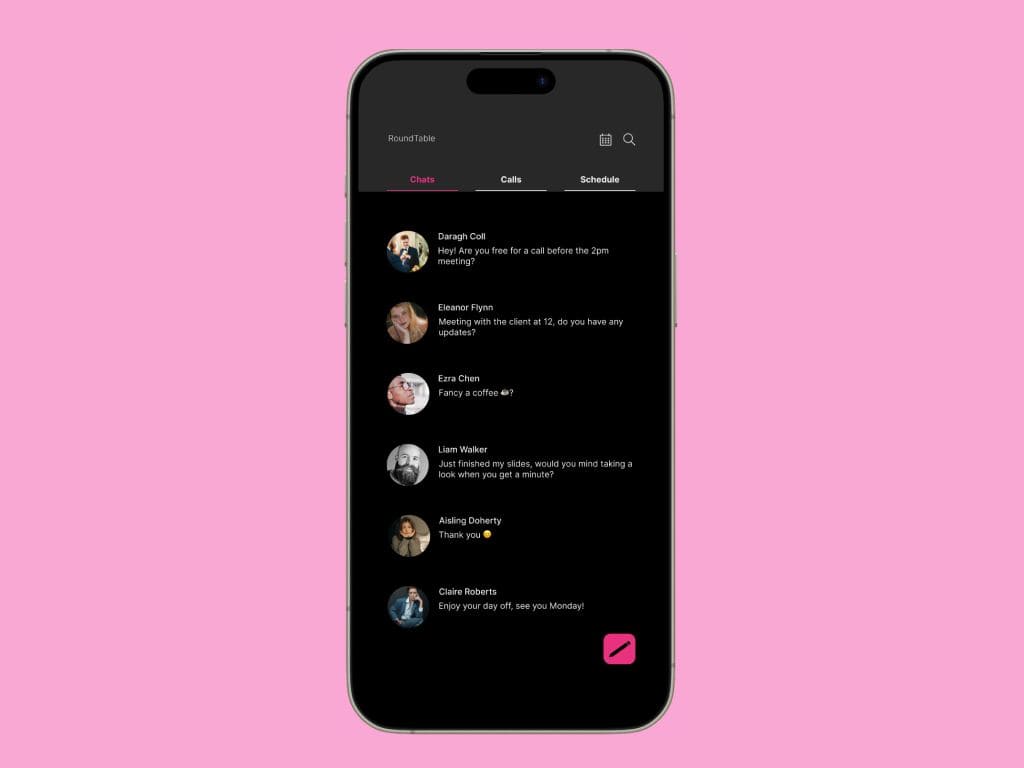 RoundTable
Chats Calls Schedule
Daragh Coll
Hey! Are you free for a call before the 2pm
meeting?
Eleanor Flynn
Meeting with the client at 12, do you have any
updates?
Ezra Chen
Fancy a coffee ☕?
Liam Walker
Just finished my slides, would you mind taking a
look when you get a minute?
Aisling Doherty
Thank you 😊
Claire Roberts
Enjoy your day off, see you Monday!